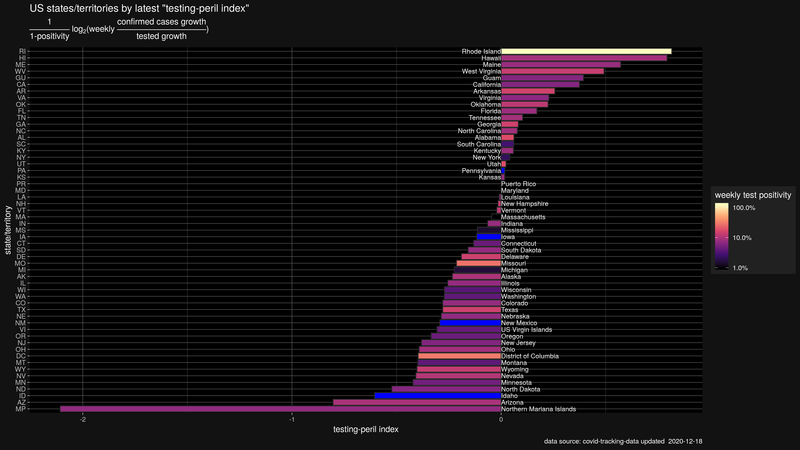 US states/territories by latest "testing-peril index"
1 confirmed cases growth
log2(weekly )
1-positivity tested growth
RI Rhode Island
HI Hawaii
ME Maine
WV West Virginia
GU Guam
CA California
AR Arkansas
VA Virginia
OK Oklahoma
FL Florida
TN Tennessee
GA Georgia
NC North Carolina
AL Alabama
SC South Carolina
KY Kentucky
NY New York
UT Utah
PA Pennsylvania
KS Kansas
PR Puerto Rico
MD Maryland
LA Louisiana
NH New Hampshire
VT Vermont
MA Massachusetts
IN Indiana
MS Mississippi
IA Iowa
CT Connecticut
SD South Dakota
DE Delaware
MO Missouri
MI Michigan
AK Alaska
IL Illinois
WI Wisconsin
WA Washington
CO Colorado
TX Texas
NE Nebraska
NM New Mexico
VI US Virgin Islands
OR Oregon
NJ New Jersey
OH Ohio
DC District of Columbia
MT Montana
WY Wyoming
NV Nevada
MN Minnesota
ND North Dakota
ID Idaho
AZ Arizona
MP Northern Mariana Islands
state/territory
-2 -1 0
testing-peril index
weekly test positivity
100.0%
10.0%
1.0%
data source: covid-tracking-data updated 2020-12-18